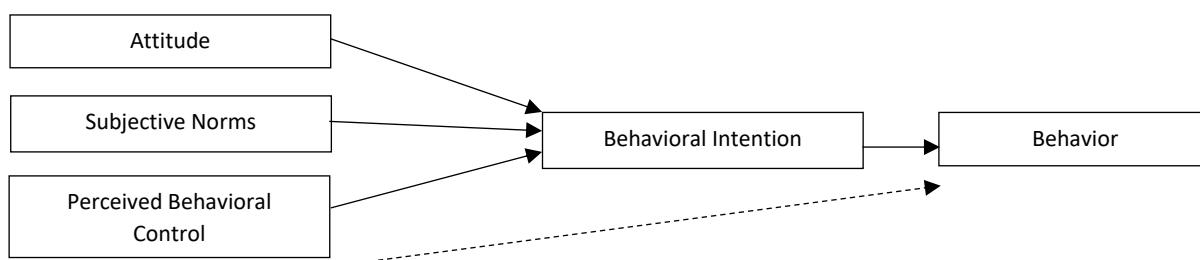 Attitude
Subjective Norms
Perceived Behavioral
Control
Behavioral Intention
Behavior